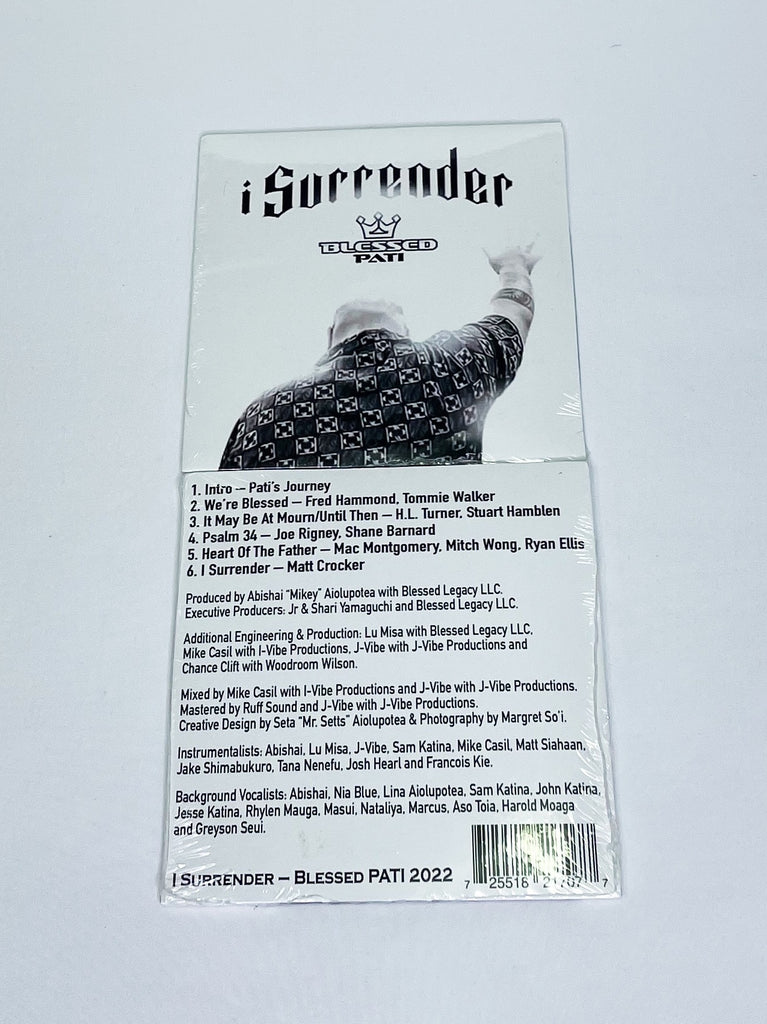 i Surrender
BLESSED
PATI
1. Intro — Pati's Journey
2. We're Blessed — Fred Hammond, Tommie Walker
3. It May Be At Mourn/Until Then — H.L. Turner, Stuart Hamblen
4. Psalm 34 — Joe Rigney, Shane Barnard
5. Heart Of The Father — Mac Montgomery, Mitch Wong, Ryan Ellis
6. I Surrender — Matt Crocker
Produced by Abishai "Mikey" Aiolupotea with Blessed Legacy LLC.
Executive Producers: Jr & Shari Yamaguchi and Blessed Legacy LLC.
Additional Engineering & Production: Lu Misa with Blessed Legacy LLC,
Mike Casil with I-Vibe Productions, J-Vibe with J-Vibe Productions and
Chance Clift with Woodroom Wilson.
Mixed by Mike Casil with I-Vibe Productions and J-Vibe with J-Vibe Productions.
Mastered by Ruff Sound and J-Vibe with J-Vibe Productions.
Creative Design by Seta "Mr. Setts" Aiolupotea & Photography by Margret So'i.
Instrumentalists: Abishai, Lu Misa, J-Vibe, Sam Katina, Mike Casil, Matt Siahaan,
Jake Shimabukuro, Tana Nenefu, Josh Hearl and Francois Kie.
Background Vocalists: Abishai, Nia Blue, Lina Aiolupotea, Sam Katina, John Katina,
Jesse Katina, Rhylen Mauga, Masui, Nataliya, Marcus, Aso Toia, Harold Moaga
and Greyson Seui.
I SURRENDER — BLESSED PATI 2022
7 25518 21707 7